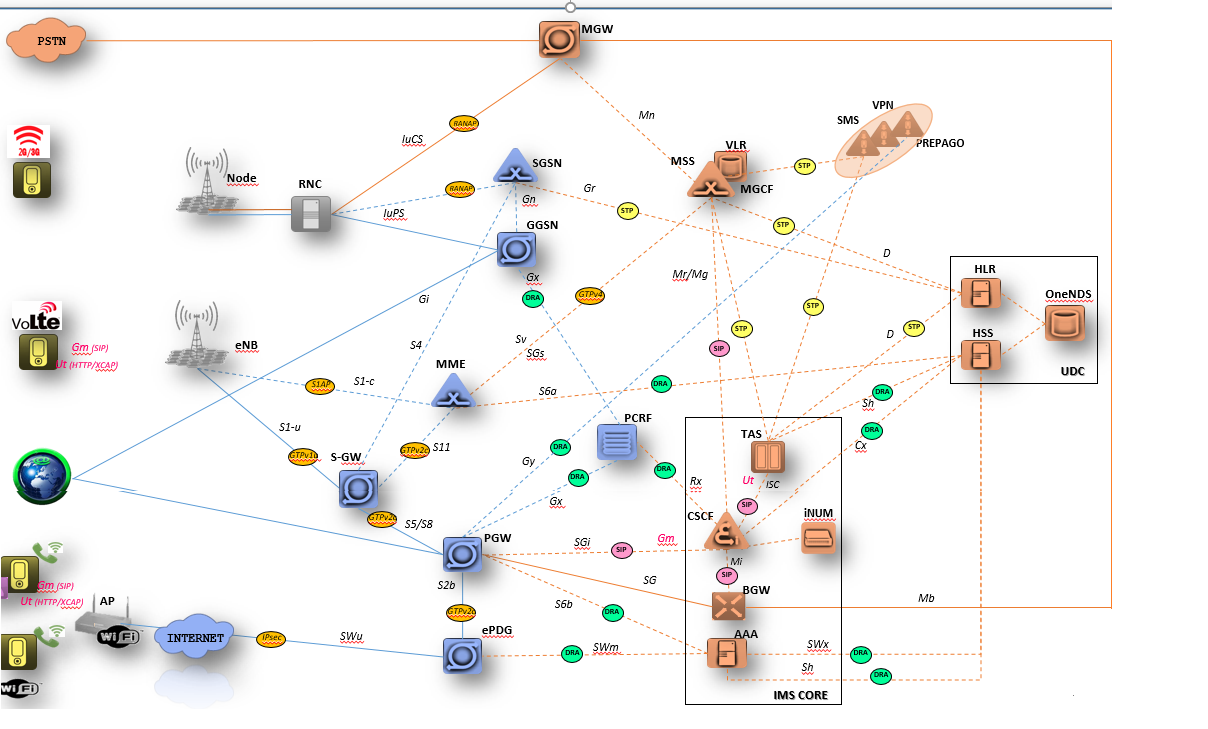 MGW
PSTN
VPN
SMS
Mn
RANAP
IuCS
VLR
PREPAGO
2G/3G
MSS
STP
SGSN
Node
RNC
RANAP
Gr
MGCF
Gn
IuPS
STP
GGSN
STP
D
HLR
Mr/Mg
Gx
DRA
GTPv4
OneNDS
Gi
STP
VoLte
STP
STP
HSS
Gm (SIP)
eNB
S4
Sv
SIP
D
SGs
Ut (HTTP/XCAP)
MME
UDC
S1AP
S1-c
S6a
DRA
DRA
Sh
PCRF
S1-u
TAS
DRA
Cx
GTPv2c
S11
DRA
GTPv1u
S-GW
Gy
DRA
DRA
Rx
Ut
ISC
Gx
SIP
CSCF
iNUM
GTPv2c
S5/S8
PGW
SGi
SIP
Gm
Mi
SIP
SG
Gm (SIP)
S2b
BGW
Mb
Ut (HTTP/XCAP)
AP
S6b
DRA
GTPv2c
ePDG
AAA
WiFi
INTERNET
IPsec
SWu
DRA
SWm
SWx
DRA
Sh
DRA
WiFi
IMS CORE